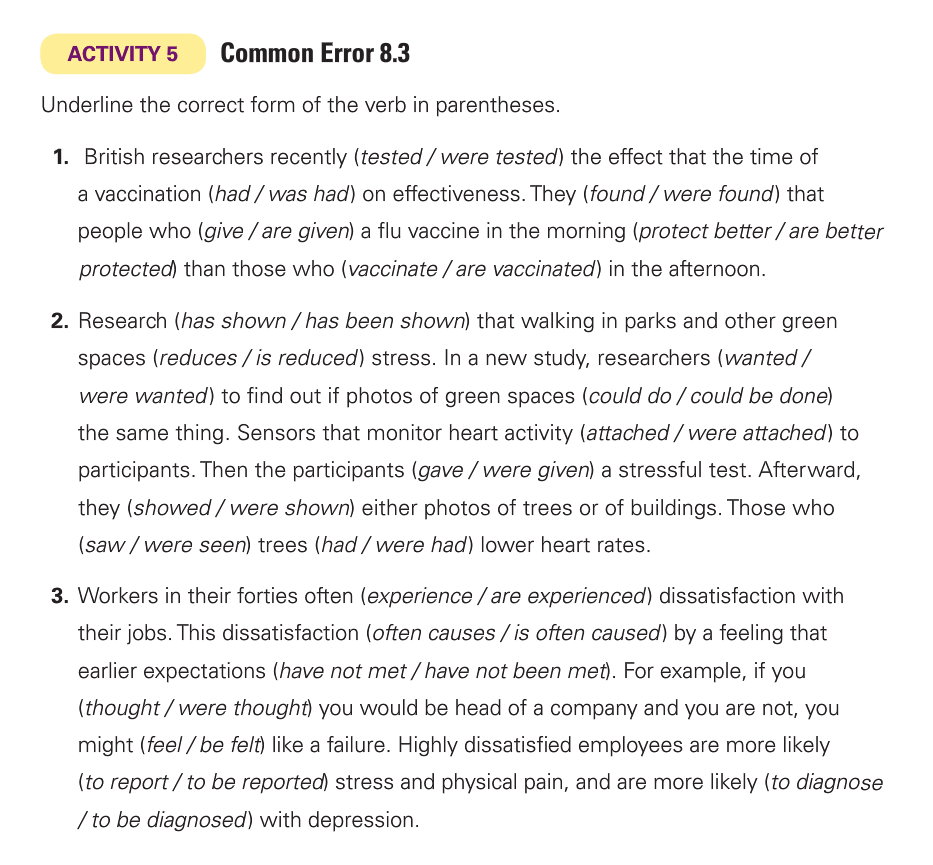 ACTIVITY 5 Common Error 8.3
Underline the correct form of the verb in parentheses.
1. British researchers recently (tested / were tested) the effect that the time of
a vaccination (had / was had) on effectiveness. They (found / were found) that
people who (give / are given) a flu vaccine in the morning (protect better / are better
protected) than those who (vaccinate / are vaccinated) in the afternoon.
2. Research (has shown / has been shown) that walking in parks and other green
spaces (reduces / is reduced) stress. In a new study, researchers (wanted /
were wanted) to find out if photos of green spaces (could do / could be done)
the same thing. Sensors that monitor heart activity (attached / were attached) to
participants. Then the participants (gave / were given) a stressful test. Afterward,
they (showed / were shown) either photos of trees or of buildings. Those who
(saw / were seen) trees (had / were had) lower heart rates.
3. Workers in their forties often (experience / are experienced) dissatisfaction with
their jobs. This dissatisfaction (often causes / is often caused) by a feeling that
earlier expectations (have not met / have not been met). For example, if you
(thought / were thought) you would be head of a company and you are not, you
might (feel / be felt) like a failure. Highly dissatisfied employees are more likely
(to report / to be reported) stress and physical pain, and are more likely (to diagnose
/ to be diagnosed) with depression.